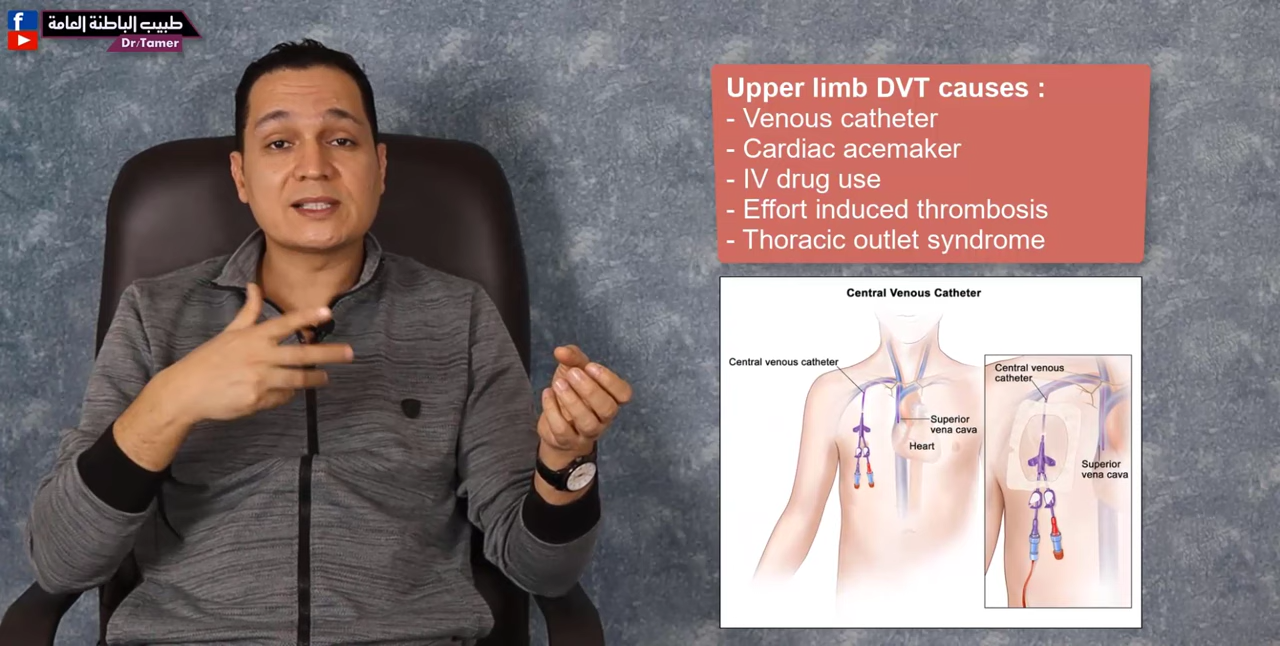 f
طبيب الباطنة العامة
Dr/Tamer
Upper limb DVT causes :
- Venous catheter
- Cardiac acemaker
- IV drug use
- Effort induced thrombosis
- Thoracic outlet syndrome
Central Venous Catheter
Central venous catheter
Superior
vena cava
Heart
Central venous
catheter
Superior
vena cava